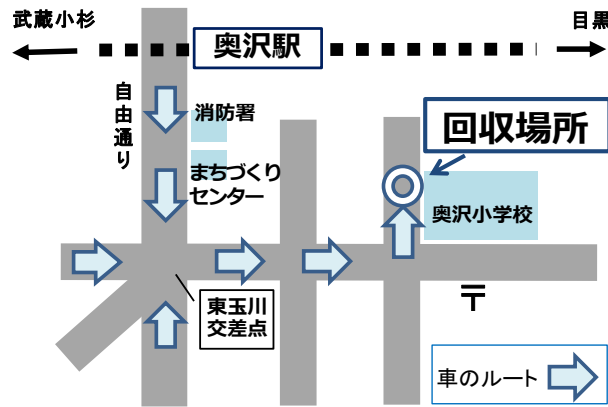 武蔵小杉
目黒
奥沢駅
自由通り
消防署
まちづくり
センター
回収場所
奥沢小学校
東玉川
交差点
〒
車のルート